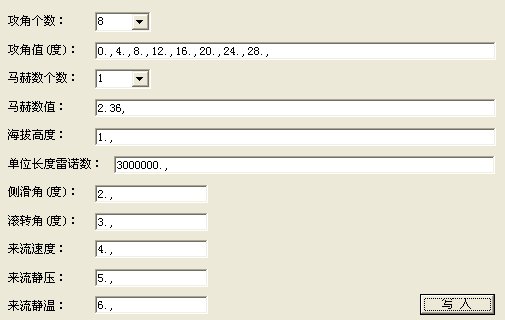 攻角个数： 8
攻角值(度)： 0.,4.,8.,12.,16.,20.,24.,28.,
马赫数个数： 1
马赫数值： 2.36,
海拔高度： 1.,
单位长度雷诺数： 3000000.,
侧滑角(度)： 2.,
滚转角(度)： 3.,
来流速度： 4.,
来流静压： 5.,
来流静温： 6.,
写 入